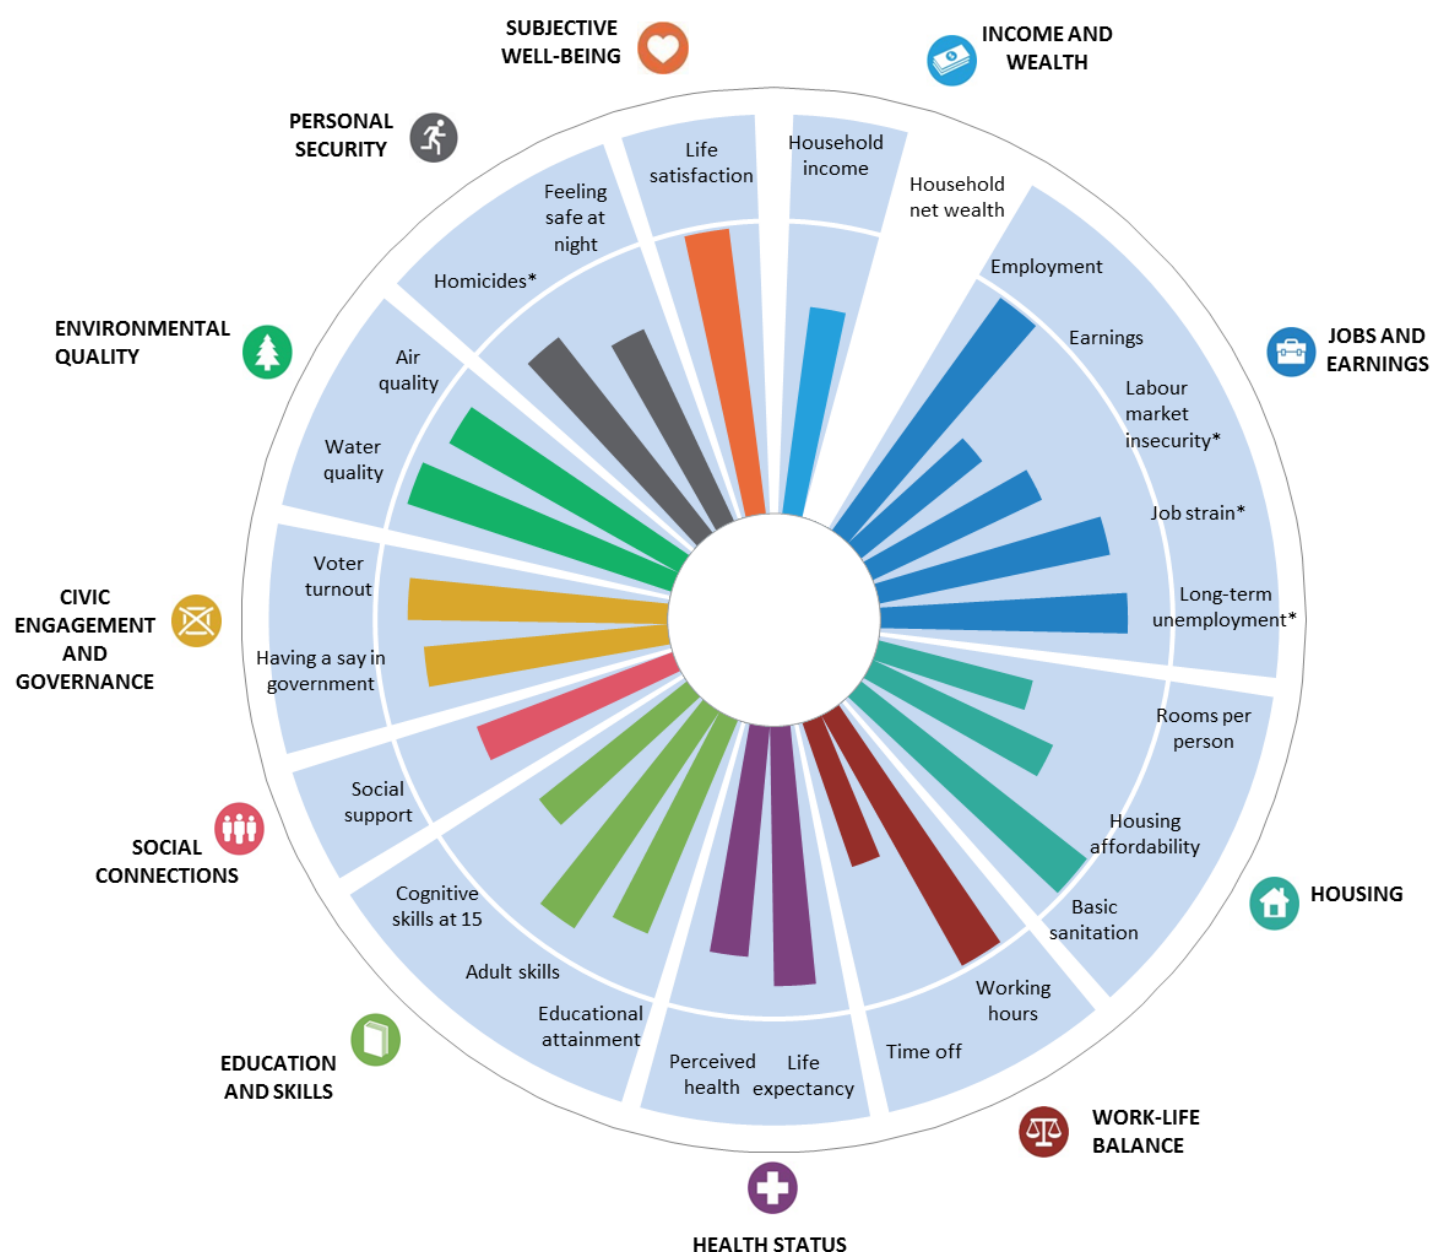 SUBJECTIVE
WELL-BEING
INCOME AND
WEALTH
PERSONAL
SECURITY
Life
satisfaction
Household
income
Household
net wealth
Feeling
safe at
night
Homicides*
Employment
Earnings
Labour
market
insecurity*
Job strain*
Long-term
unemployment*
JOBS AND
EARNINGS
ENVIRONMENTAL
QUALITY
Air
quality
Water
quality
CIVIC
ENGAGEMENT
AND
GOVERNANCE
Voter
turnout
Having a say in
government
Rooms per
person
Housing
affordability
Basic
sanitation
HOUSING
SOCIAL
CONNECTIONS
Social
support
Cognitive
skills at 15
Adult skills
Educational
attainment
EDUCATION
AND SKILLS
Perceived
health
Life
expectancy
Working
hours
Time off
WORK-LIFE
BALANCE
HEALTH STATUS